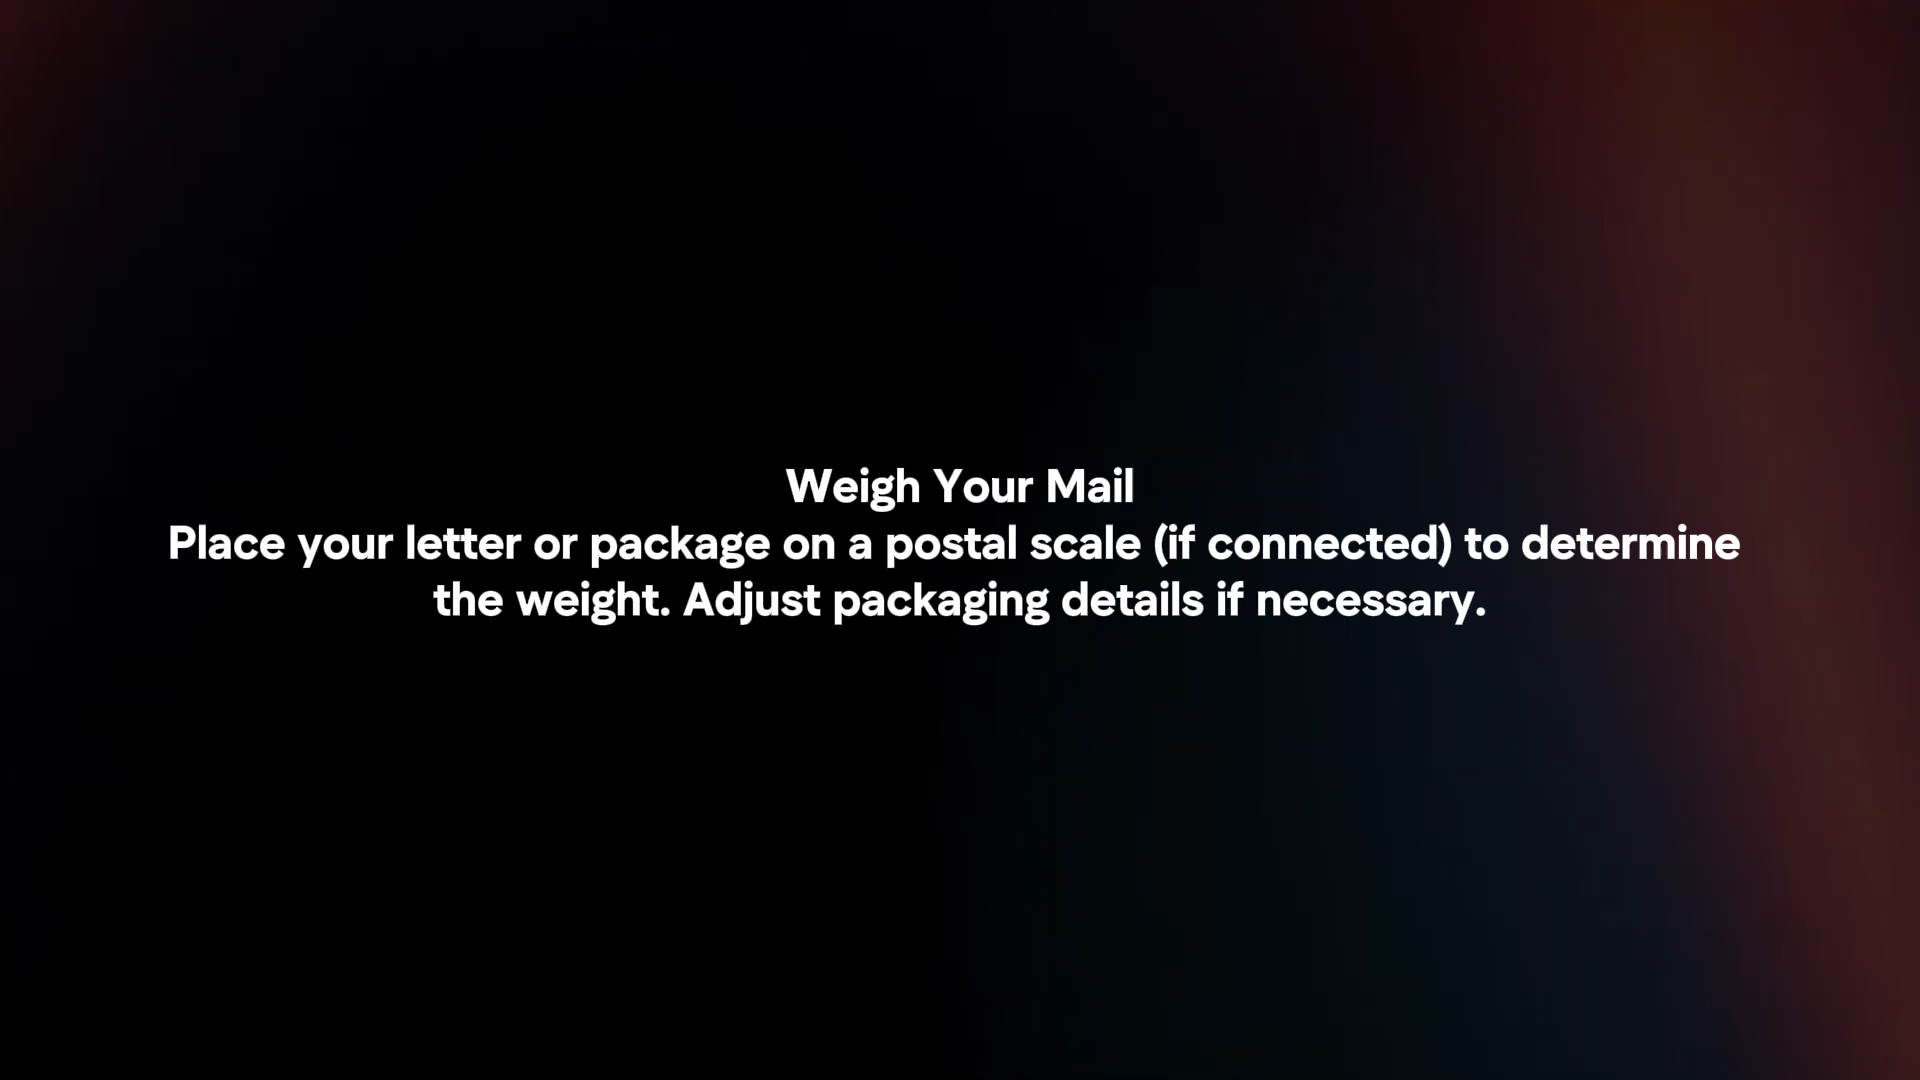 Weigh Your Mail
Place your letter or package on a postal scale (if connected) to determine
the weight. Adjust packaging details if necessary.